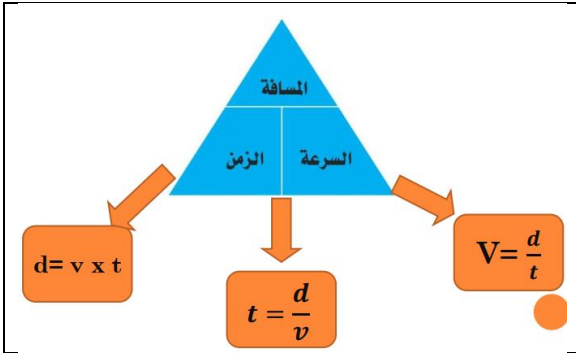 المسافة
السرعة
الزمن
d= v x t
t = d/v
V= d/t